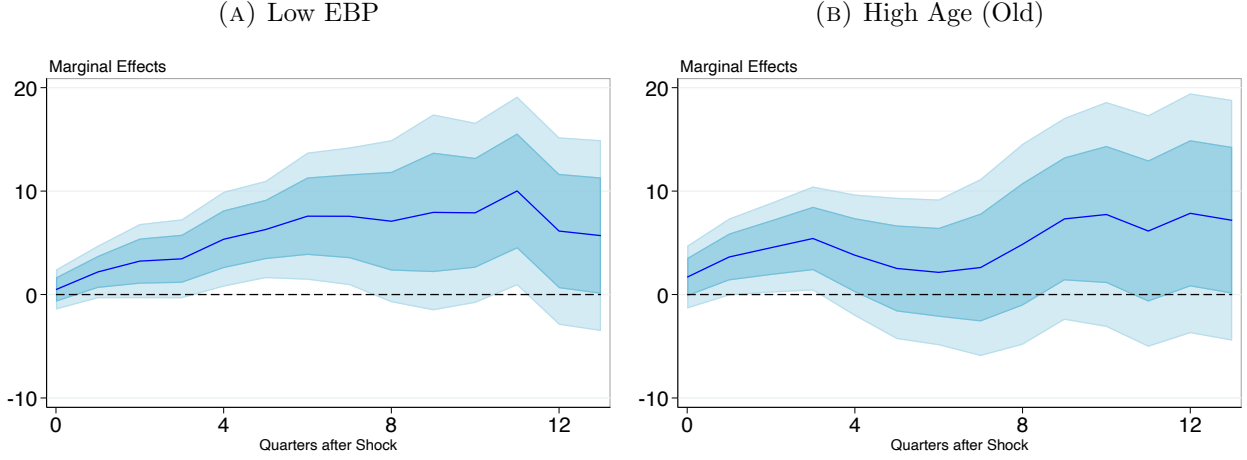 (A) Low EBP
Marginal Effects
20
10
0
-10
0 4 8 12
Quarters after Shock
(B) High Age (Old)
Marginal Effects
20
10
0
-10
0 4 8 12
Quarters after Shock